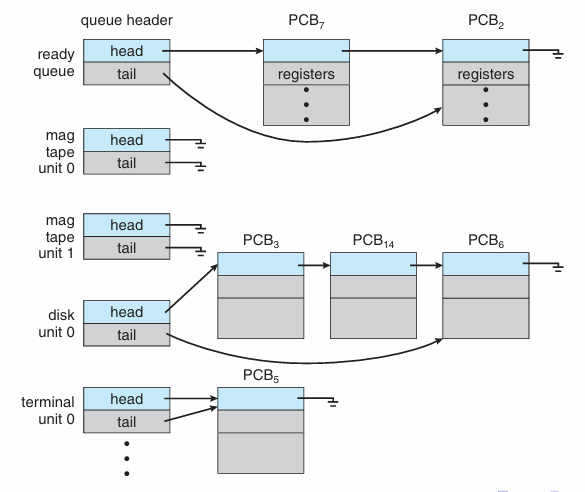 queue header
PCB₇
PCB₂
ready
queue
head
tail
registers
registers
mag
tape
unit 0
head
tail
mag
tape
unit 1
head
tail
PCB₃
PCB₁₄
PCB₆
disk
unit 0
head
tail
PCB₅
terminal
unit 0
head
tail